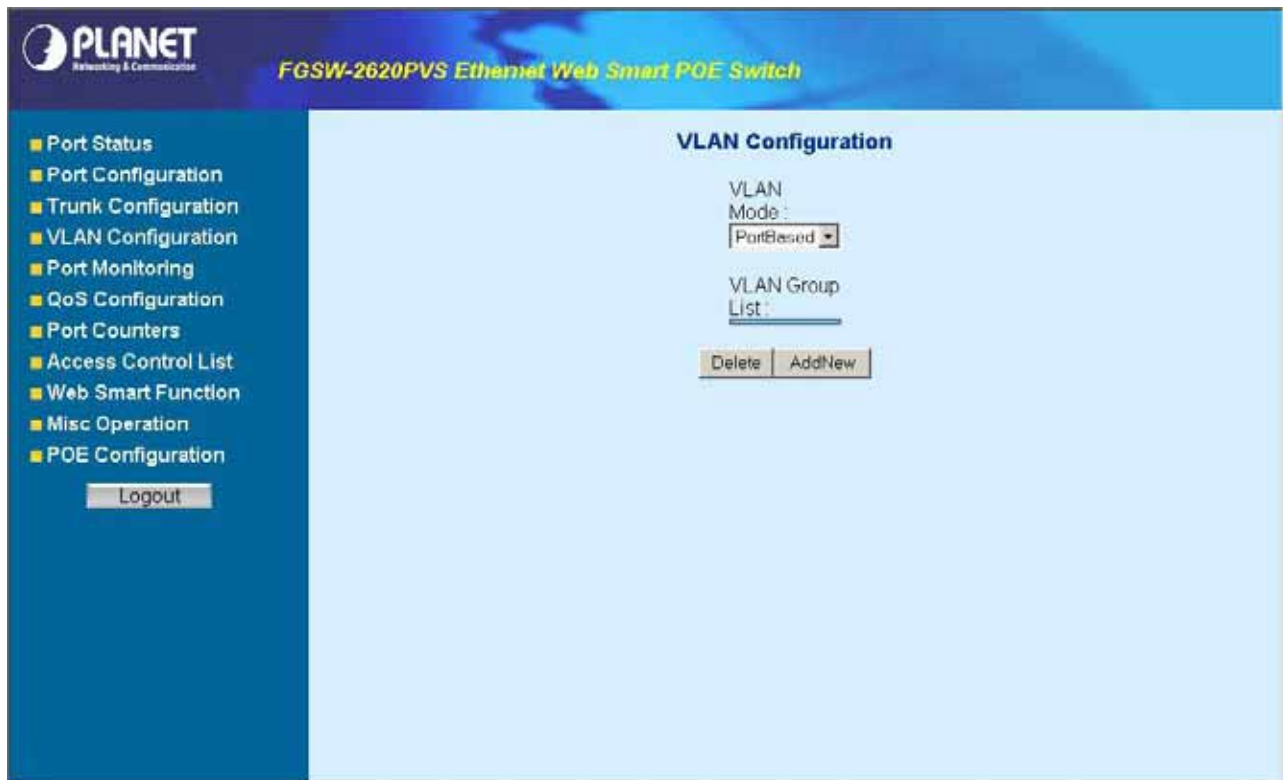 PLANET
Networking & Communication
FGSW-2620PVS Ethernet Web Smart POE Switch
Port Status
Port Configuration
Trunk Configuration
VLAN Configuration
Port Monitoring
QoS Configuration
Port Counters
Access Control List
Web Smart Function
Misc Operation
POE Configuration
Logout
VLAN Configuration
VLAN
Mode :
PortBased
VLAN Group
List :
Delete
AddNew